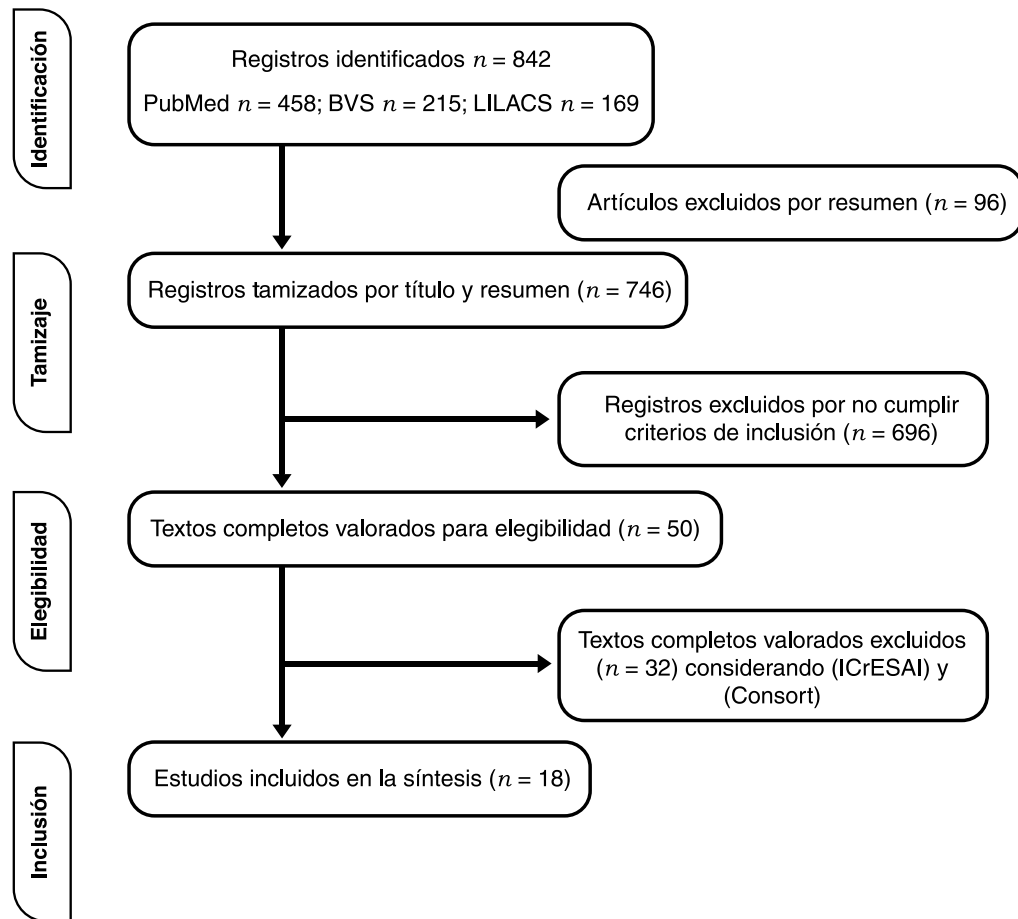 Identificación
Registros identificados n = 842
PubMed n = 458; BVS n = 215; LILACS n = 169
Artículos excluidos por resumen (n = 96)
Tamizaje
Registros tamizados por título y resumen (n = 746)
Registros excluidos por no cumplir
criterios de inclusión (n = 696)
Elegibilidad
Textos completos valorados para elegibilidad (n = 50)
Textos completos valorados excluidos
(n = 32) considerando (ICrESAI) y
(Consort)
Inclusión
Estudios incluidos en la síntesis (n = 18)